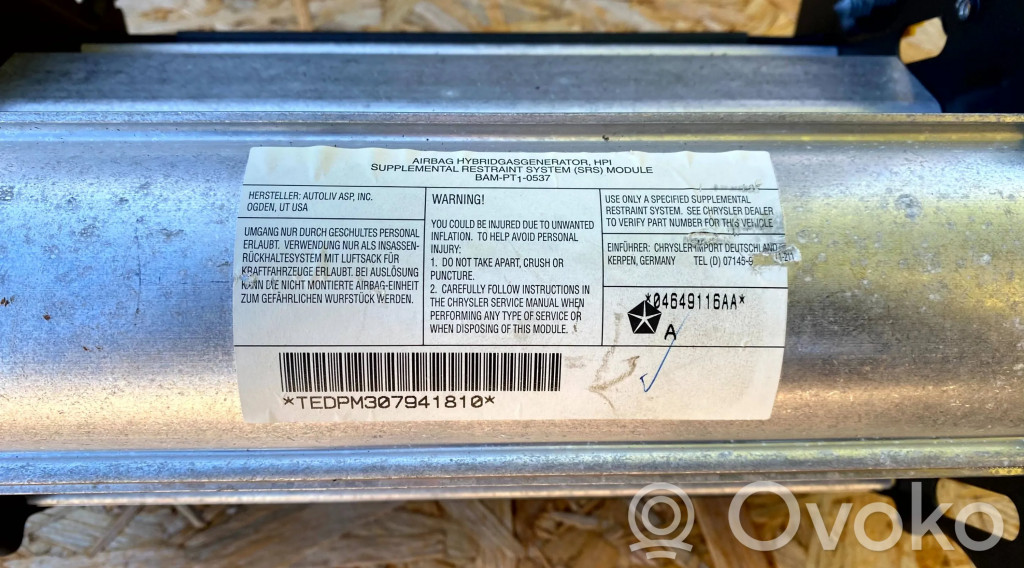 AIRBAG HYBRIDGASGENERATOR, HPI
SUPPLEMENTAL RESTRAINT SYSTEM (SRS) MODULE
BAM-PT1-0537
HERSTELLER: AUTOLIV ASP, INC.
OGDEN, UT USA
UMGANG NUR DURCH GESCHULTES PERSONAL
ERLAUBT. VERWENDUNG NUR ALS INSASSEN-
RÜCKHALTESYSTEM MIT LUFTSACK FÜR
KRAFTFAHRZEUGE ERLAUBT. BEI AUSLÖSUNG
KANN DIE NICHT MONTIERTE AIRBAG-EINHEIT
ZUM GEFÄHRLICHEN WURFSTÜCK WERDEN.
WARNING!
YOU COULD BE INJURED DUE TO UNWANTED
INFLATION. TO HELP AVOID PERSONAL
INJURY:
1. DO NOT TAKE APART, CRUSH OR
PUNCTURE.
2. CAREFULLY FOLLOW INSTRUCTIONS IN
THE CHRYSLER SERVICE MANUAL WHEN
PERFORMING ANY TYPE OF SERVICE OR
WHEN DISPOSING OF THIS MODULE.
USE ONLY A SPECIFIED SUPPLEMENTAL
RESTRAINT SYSTEM. SEE CHRYSLER DEALER
TO VERIFY PART NUMBER FOR THIS VEHICLE
EINFÜHRER: CHRYSLER-IMPORT DEUTSCHLAND
KERPEN, GERMANY TEL (D) 07145-9
*04649116AA*
A
*TEDPM307941810*
Ovoko